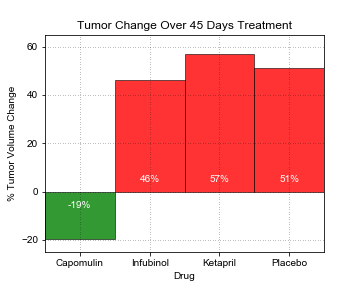 Tumor Change Over 45 Days Treatment
60
40
20
0
−20
% Tumor Volume Change
-19%
46%
57%
51%
Capomulin
Infubinol
Ketapril
Placebo
Drug